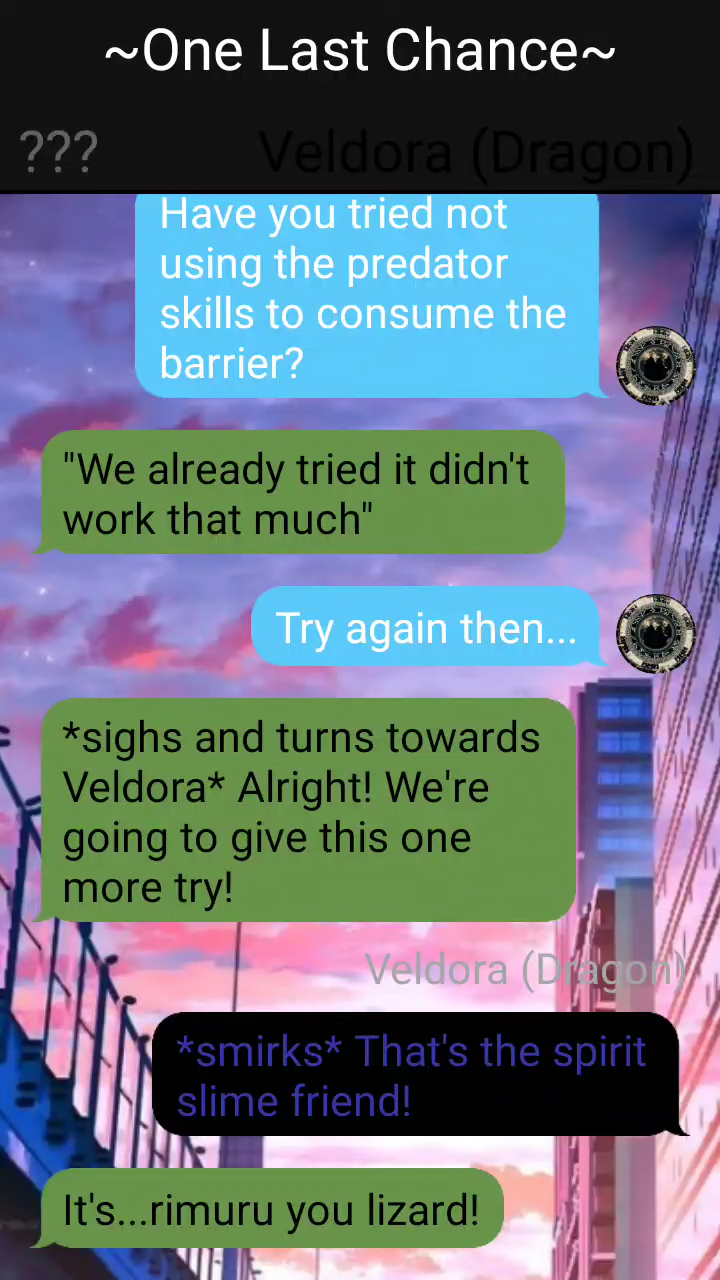 ~One Last Chance~
???
Veldora (Dragon)
Have you tried not
using the predator
skills to consume the
barrier?
"We already tried it didn't
work that much"
Try again then...
*sighs and turns towards
Veldora* Alright! We're
going to give this one
more try!
Veldora (Dragon)
*smirks* That's the spirit
slime friend!
It's...rimuru you lizard!